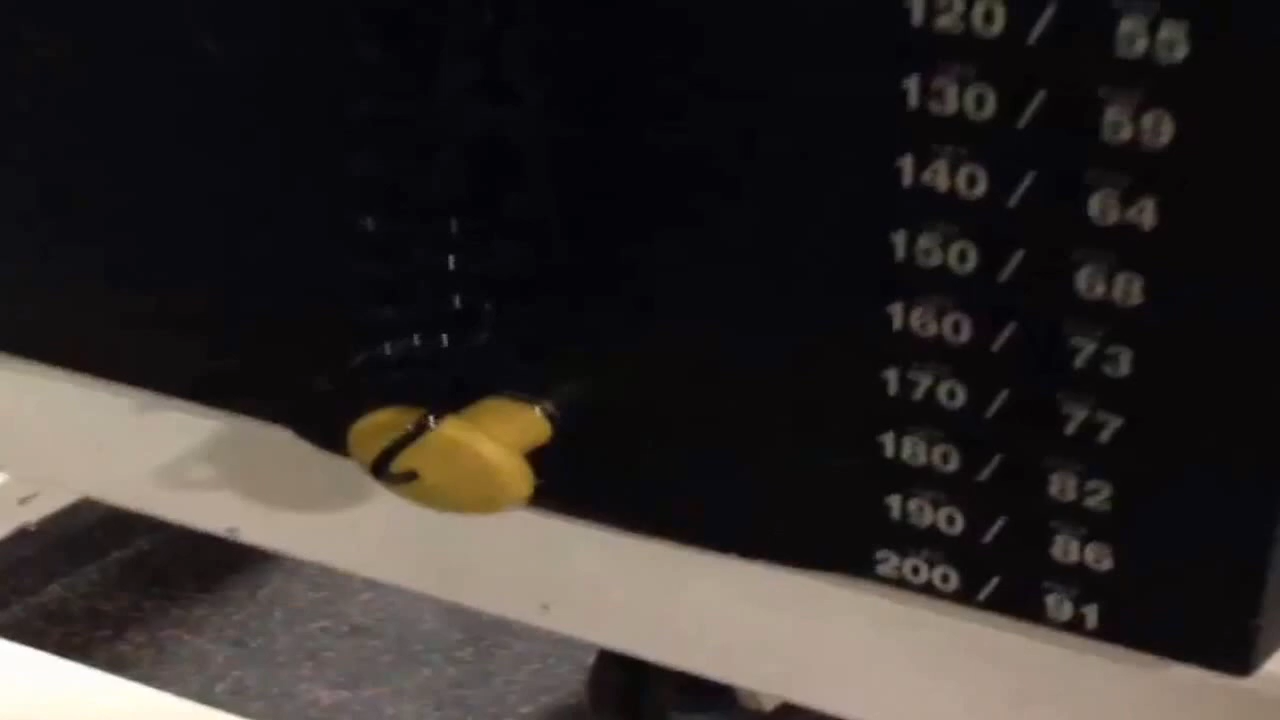 120 / 55
130 / 59
140 / 64
150 / 68
160 / 73
170 / 77
180 / 82
190 / 86
200 / 91